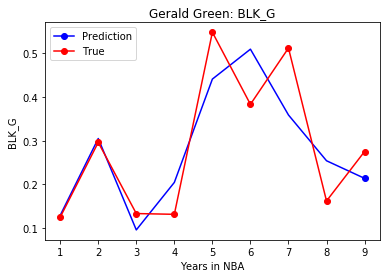 Gerald Green: BLK_G
Prediction
True
BLK_G
0.5
0.4
0.3
0.2
0.1
1 2 3 4 5 6 7 8 9
Years in NBA